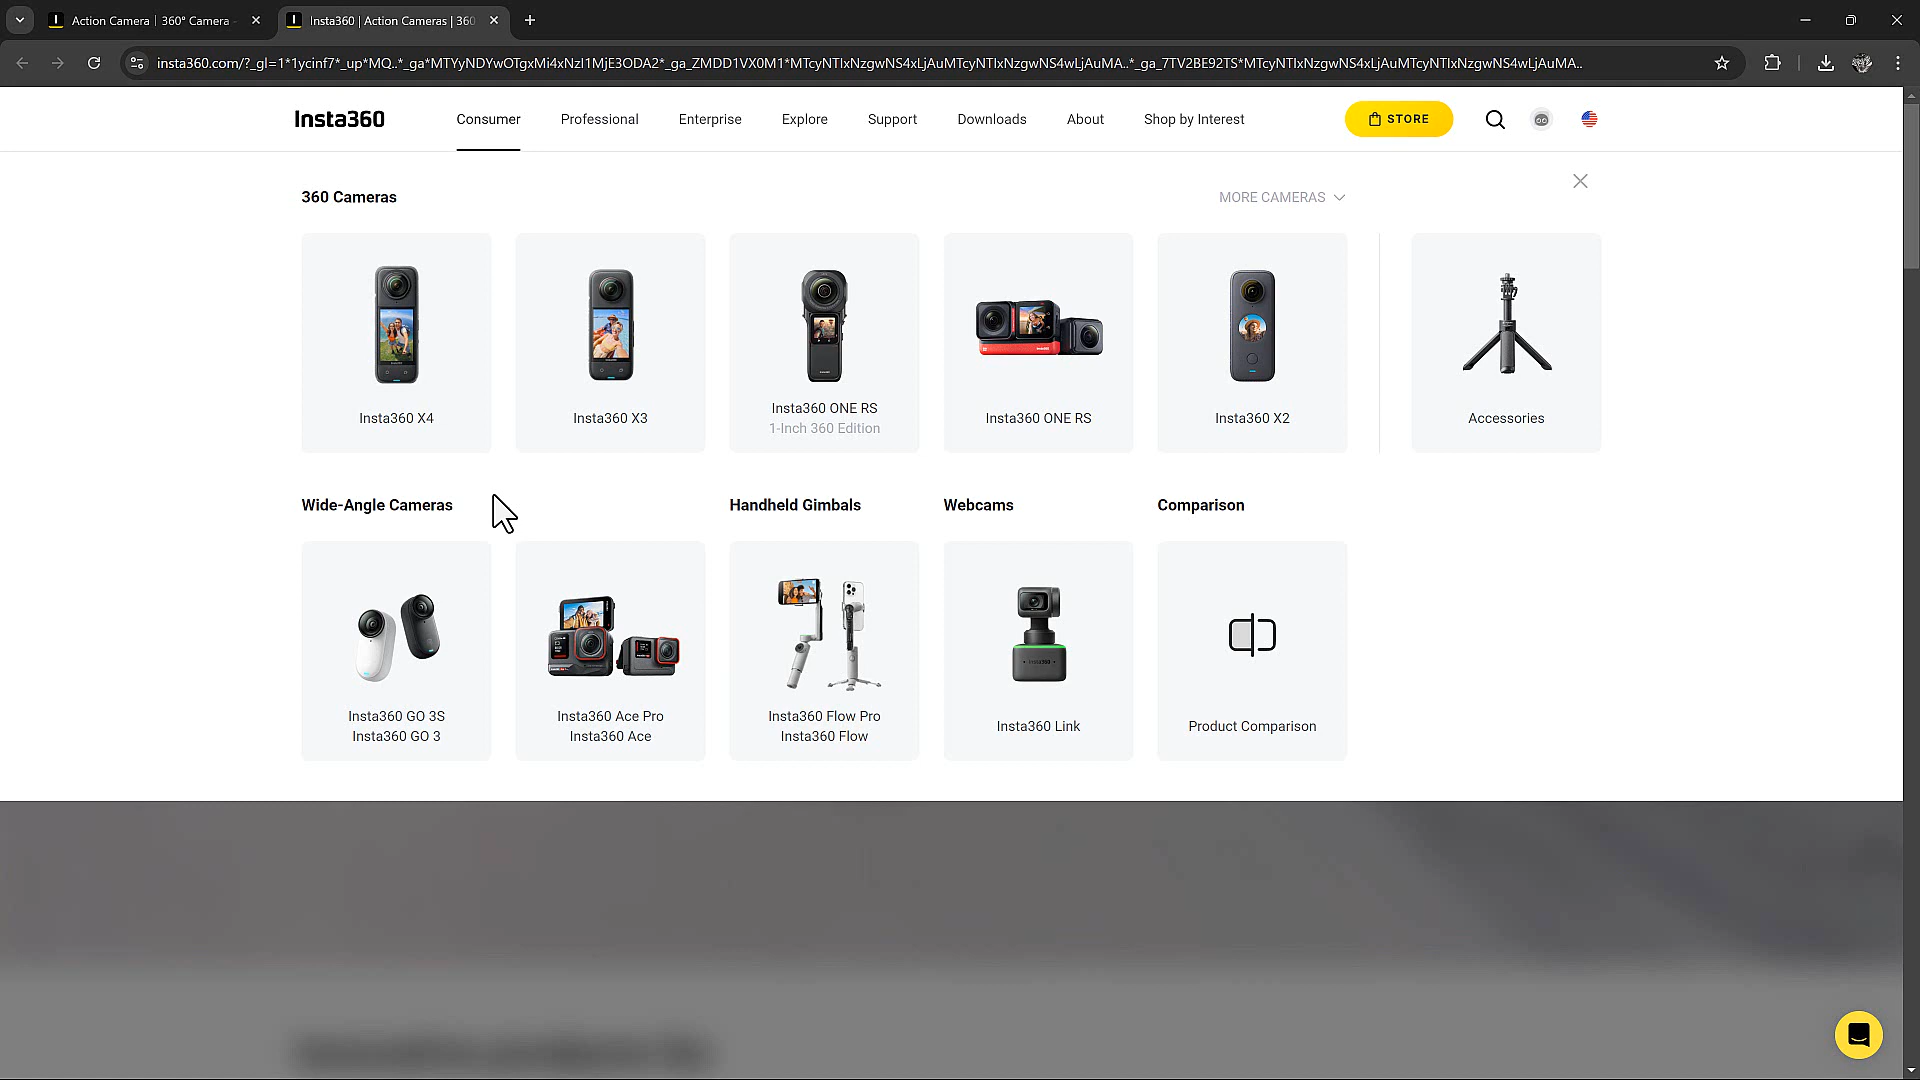 Action Camera | 360° Camera
Insta360 | Action Cameras | 360
insta360.com/?_gl=1*1ycinf7*_up*MQ..*_ga*MTYyNDYwOTgxMi4xNzI1MjE3ODA2*_ga_ZMDD1VX0M1*MTcyNTIxNzgwNS4xLjAuMTcyNTIxNzgwNS4wLjAuMA..*_ga_7TV2BE92TS*MTcyNTIxNzgwNS4xLjAuMTcyNTIxNzgwNS4wLjAuMA..
Insta360
Consumer
Professional
Enterprise
Explore
Support
Downloads
About
Shop by Interest
STORE
360 Cameras
MORE CAMERAS
Insta360 X4
Insta360 X3
Insta360 ONE RS
1-Inch 360 Edition
Insta360 ONE RS
Insta360 X2
Accessories
Wide-Angle Cameras
Handheld Gimbals
Webcams
Comparison
Insta360 GO 3S
Insta360 GO 3
Insta360 Ace Pro
Insta360 Ace
Insta360 Flow Pro
Insta360 Flow
Insta360 Link
Product Comparison